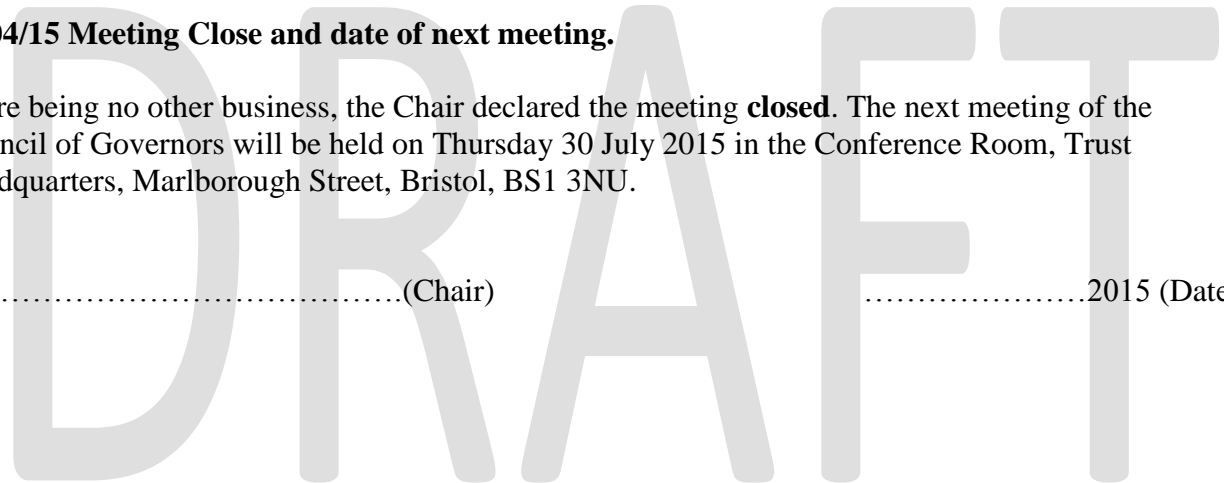 04/15 Meeting Close and date of next meeting.
re being no other business, the Chair declared the meeting closed. The next meeting of the
ncil of Governors will be held on Thursday 30 July 2015 in the Conference Room, Trust
dquarters, Marlborough Street, Bristol, BS1 3NU.
…………………………………….(Chair) …………………2015 (Date
DRAFT